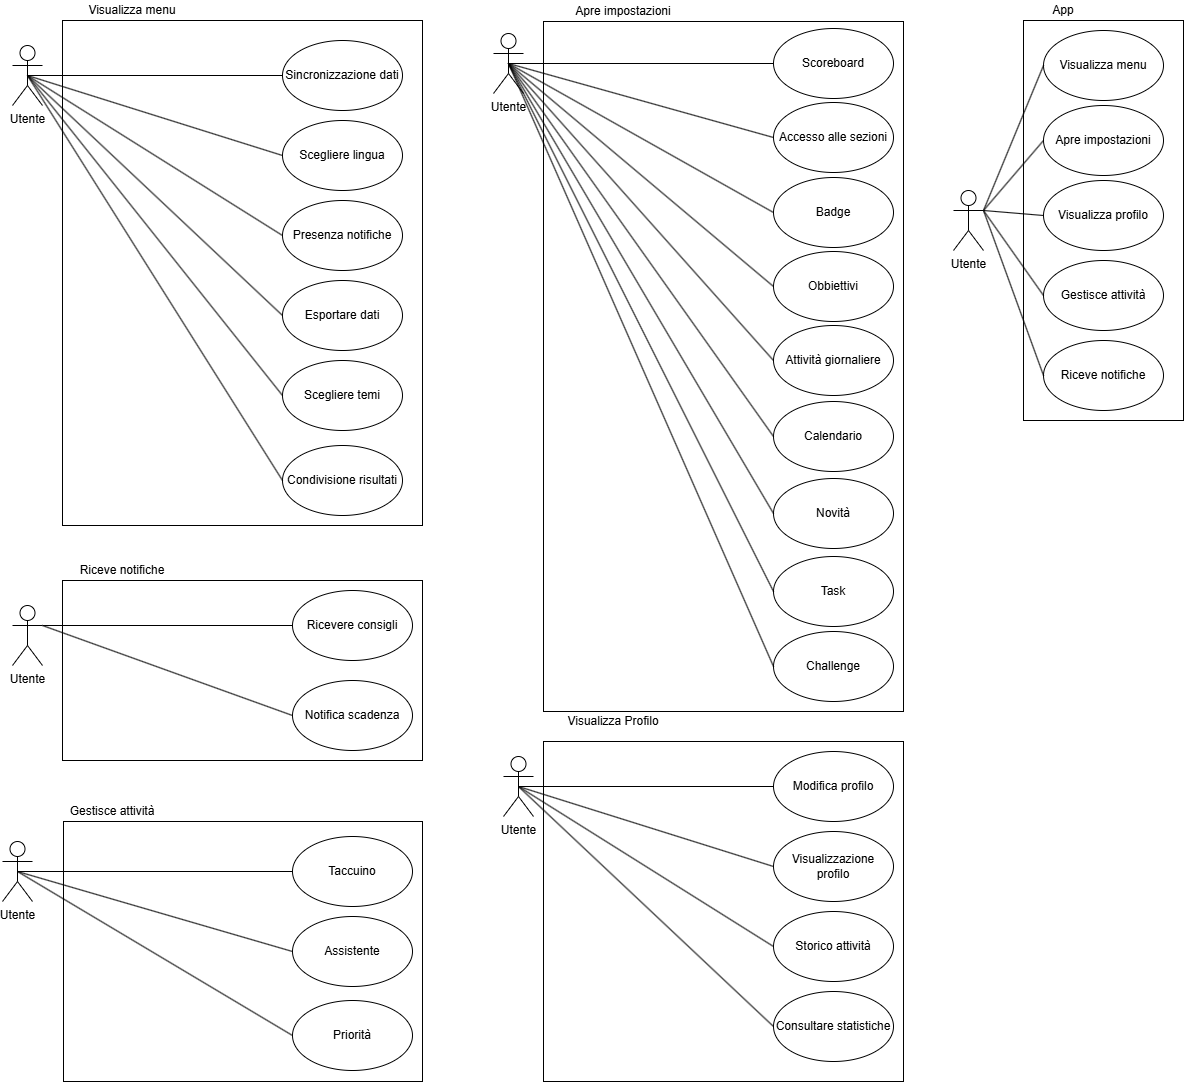 Visualizza menu
Utente
Sincronizzazione dati
Scegliere lingua
Presenza notifiche
Esportare dati
Scegliere temi
Condivisione risultati
Riceve notifiche
Utente
Ricevere consigli
Notifica scadenza
Gestisce attività
Utente
Taccuino
Assistente
Priorità
Apre impostazioni
Utente
Scoreboard
Accesso alle sezioni
Badge
Obbiettivi
Attività giornaliere
Calendario
Novità
Task
Challenge
Visualizza Profilo
Utente
Modifica profilo
Visualizzazione
profilo
Storico attività
Consultare statistiche
App
Utente
Visualizza menu
Apre impostazioni
Visualizza profilo
Gestisce attività
Riceve notifiche